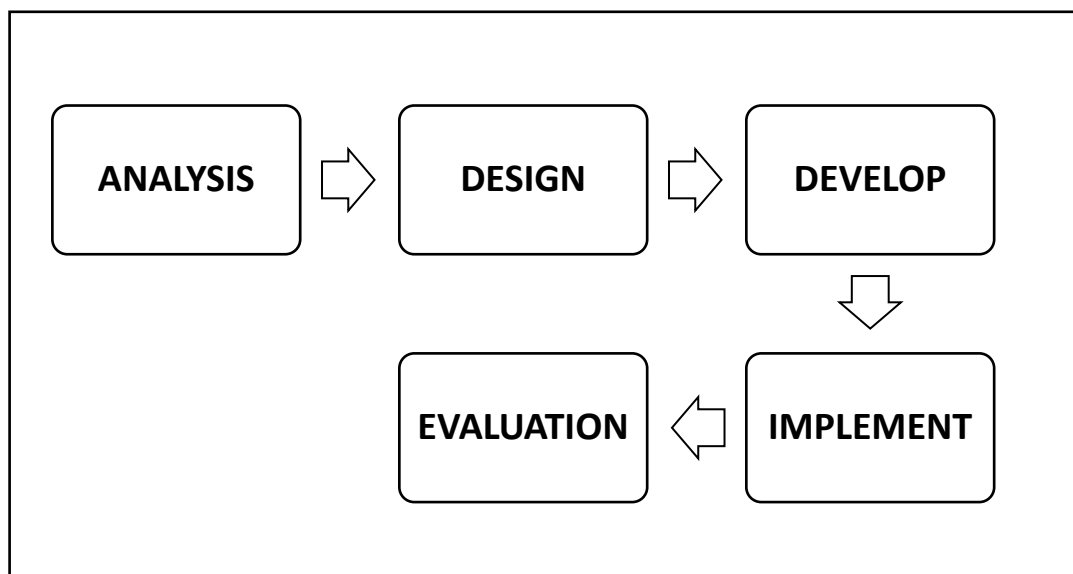 ANALYSIS
DESIGN
DEVELOP
IMPLEMENT
EVALUATION